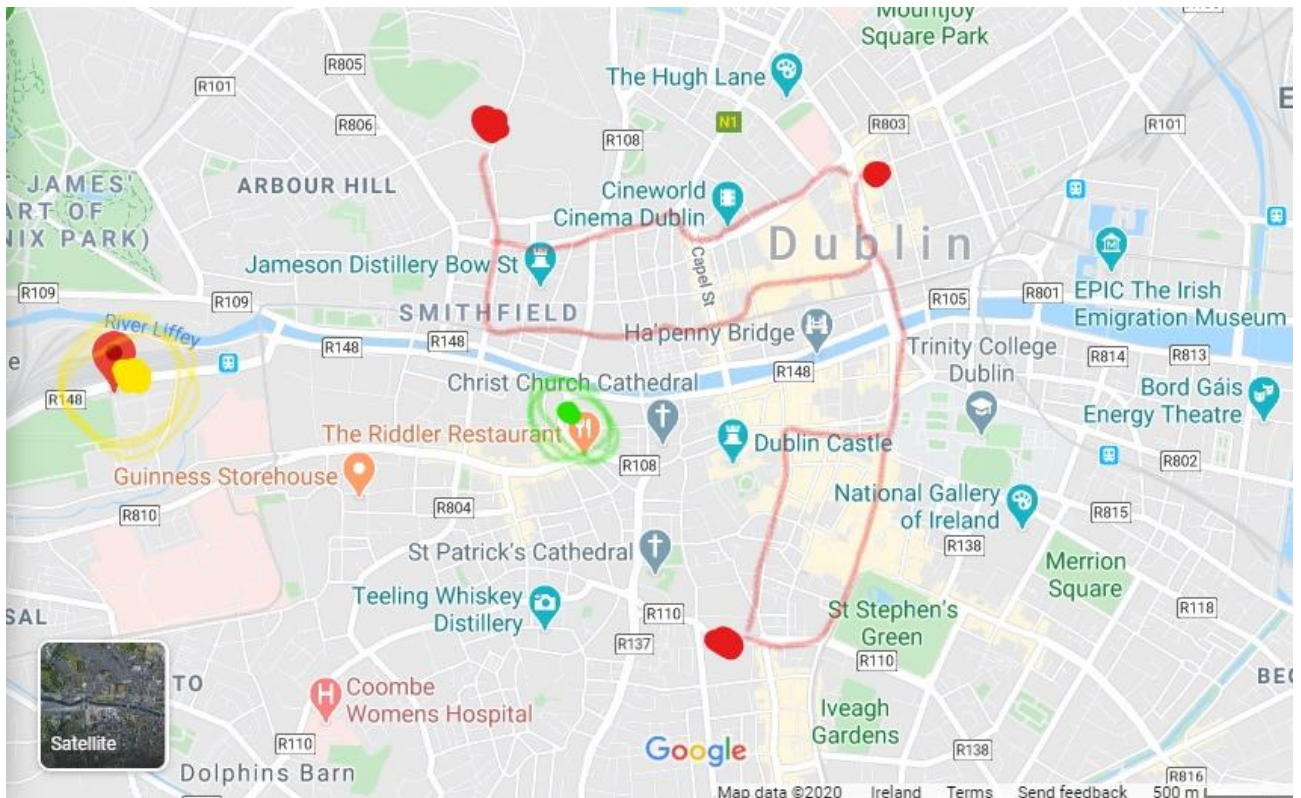 Mountjoy
Square Park
R805
The Hugh Lane
R101
R806
R108
N1
R803
R101
E
JAMES'
ART OF
NIX PARK)
ARBOUR HILL
Cineworld
Cinema Dublin
Dublin
Jameson Distillery Bow St
Capel St
EPIC The Irish
Emigration Museum
R109
R109
SMITHFIELD
R105
R801
River Liffey
R148
R148
Ha'penny Bridge
Trinity College
Dublin
R814
R813
e
R148
Christ Church Cathedral
R148
Bord Gáis
Energy Theatre
The Riddler Restaurant
Dublin Castle
R802
Guinness Storehouse
R108
National Gallery
of Ireland
R810
R804
R815
R138
St Patrick's Cathedral
Merrion
Square
Teeling Whiskey
Distillery
R110
St Stephen's
Green
R118
SAL
R137
R110
TO
Coombe
Womens Hospital
Iveagh
Gardens
BEG
Satellite
R110
Google
R138
Dolphins Barn
R816
Map data ©2020 Ireland Terms Send feedback 500 m